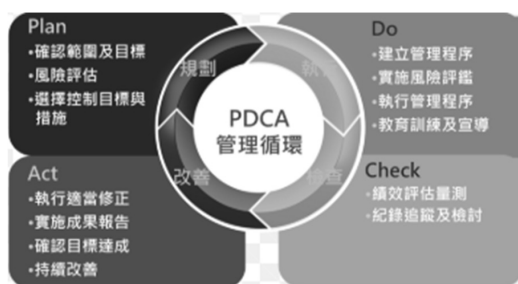 Plan
•確認範圍及目標
•風險評估
•選擇控制目標與
措施
Do
•建立管理程序
•實施風險評鑑
•執行管理程序
•教育訓練及宣導
規劃
執行
PDCA
管理循環
改善
檢查
Act
•執行適當修正
•實施成果報告
•確認目標達成
•持續改善
Check
•績效評估量測
•紀錄追蹤及檢討